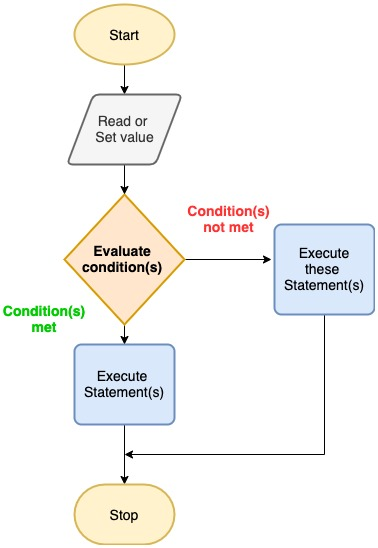 Start
Read or
Set value
Condition(s)
not met
Evaluate
condition(s)
Execute
these
Statement(s)
Condition(s)
met
Execute
Statement(s)
Stop